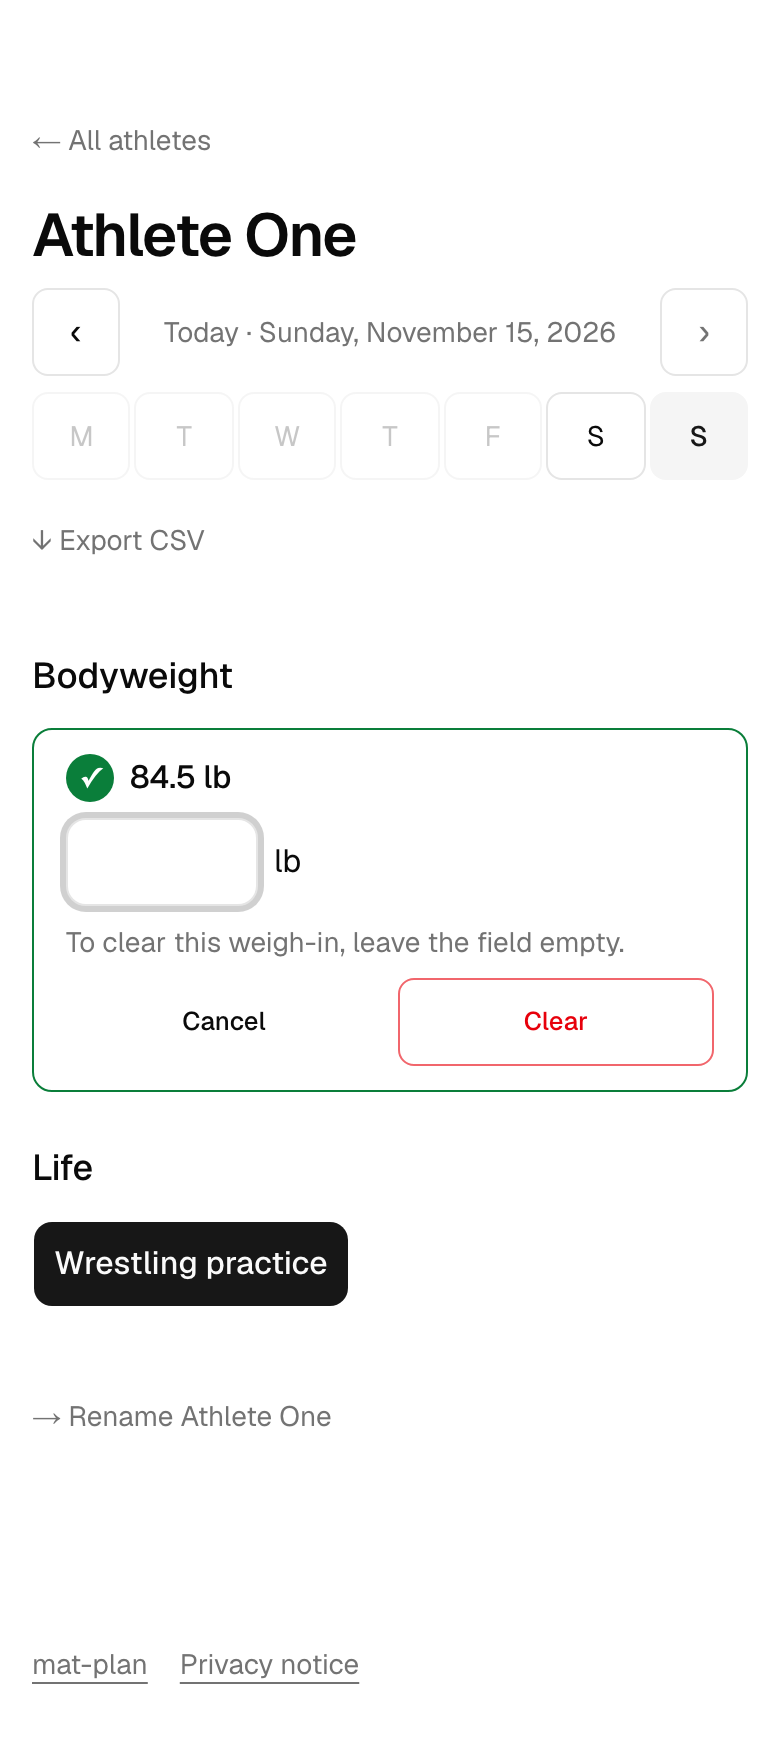 ← All athletes
Athlete One
‹ Today · Sunday, November 15, 2026 ›
M T W T F S S
↓ Export CSV
Bodyweight
✓ 84.5 lb
lb
To clear this weigh-in, leave the field empty.
Cancel Clear
Life
Wrestling practice
→ Rename Athlete One
mat-plan Privacy notice